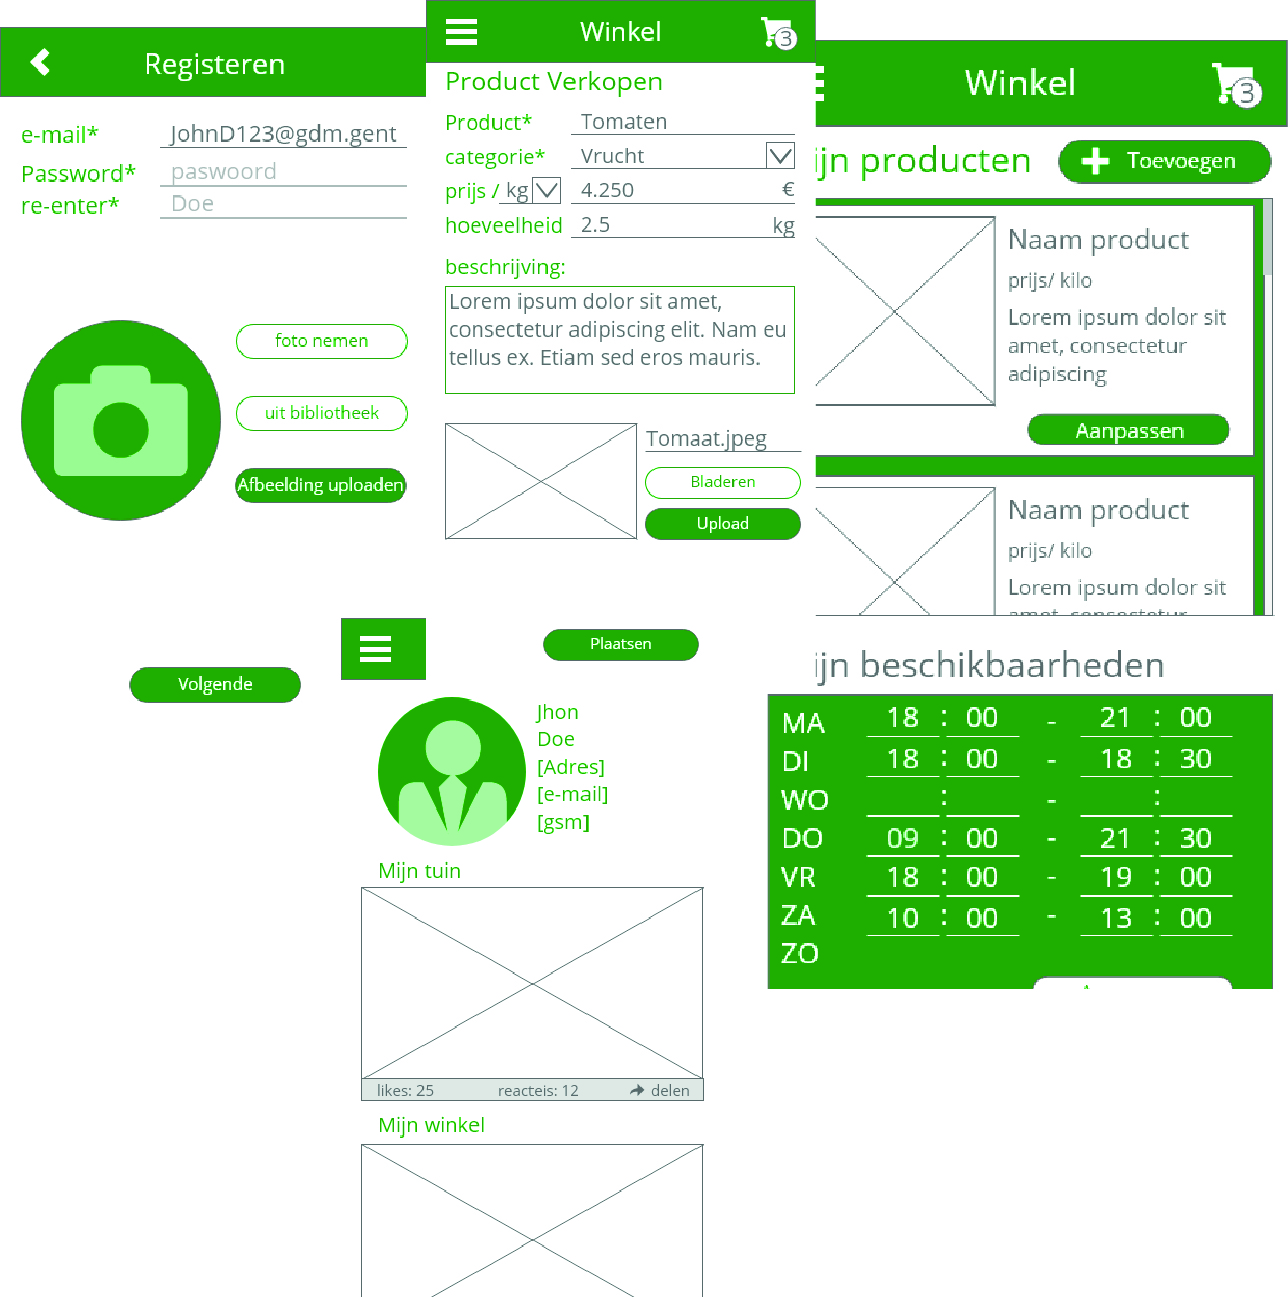 Registeren
e-mail* JohnD123@gdm.gent
Password* paswoord
re-enter* Doe
foto nemen
uit bibliotheek
Afbeelding uploaden
Volgende
Winkel 3
Product Verkopen
Product* Tomaten
categorie* Vrucht
prijs / kg 4.250 €
hoeveelheid 2.5 kg
beschrijving:
Lorem ipsum dolor sit amet,
consectetur adipiscing elit. Nam eu
tellus ex. Etiam sed eros mauris.
Tomaat.jpeg
Bladeren
Upload
Plaatsen
Winkel 3
ijn producten Toevoegen
Naam product
prijs/ kilo
Lorem ipsum dolor sit
amet, consectetur
adipiscing
Aanpassen
Naam product
prijs/ kilo
Lorem ipsum dolor sit
amet, consectetur
ijn beschikbaarheden
MA 18 : 00 - 21 : 00
DI 18 : 00 - 18 : 30
WO : - :
DO 09 : 00 - 21 : 30
VR 18 : 00 - 19 : 00
ZA 10 : 00 - 13 : 00
ZO
Jhon
Doe
[Adres]
[e-mail]
[gsm]
Mijn tuin
likes: 25 reacteis: 12 delen
Mijn winkel